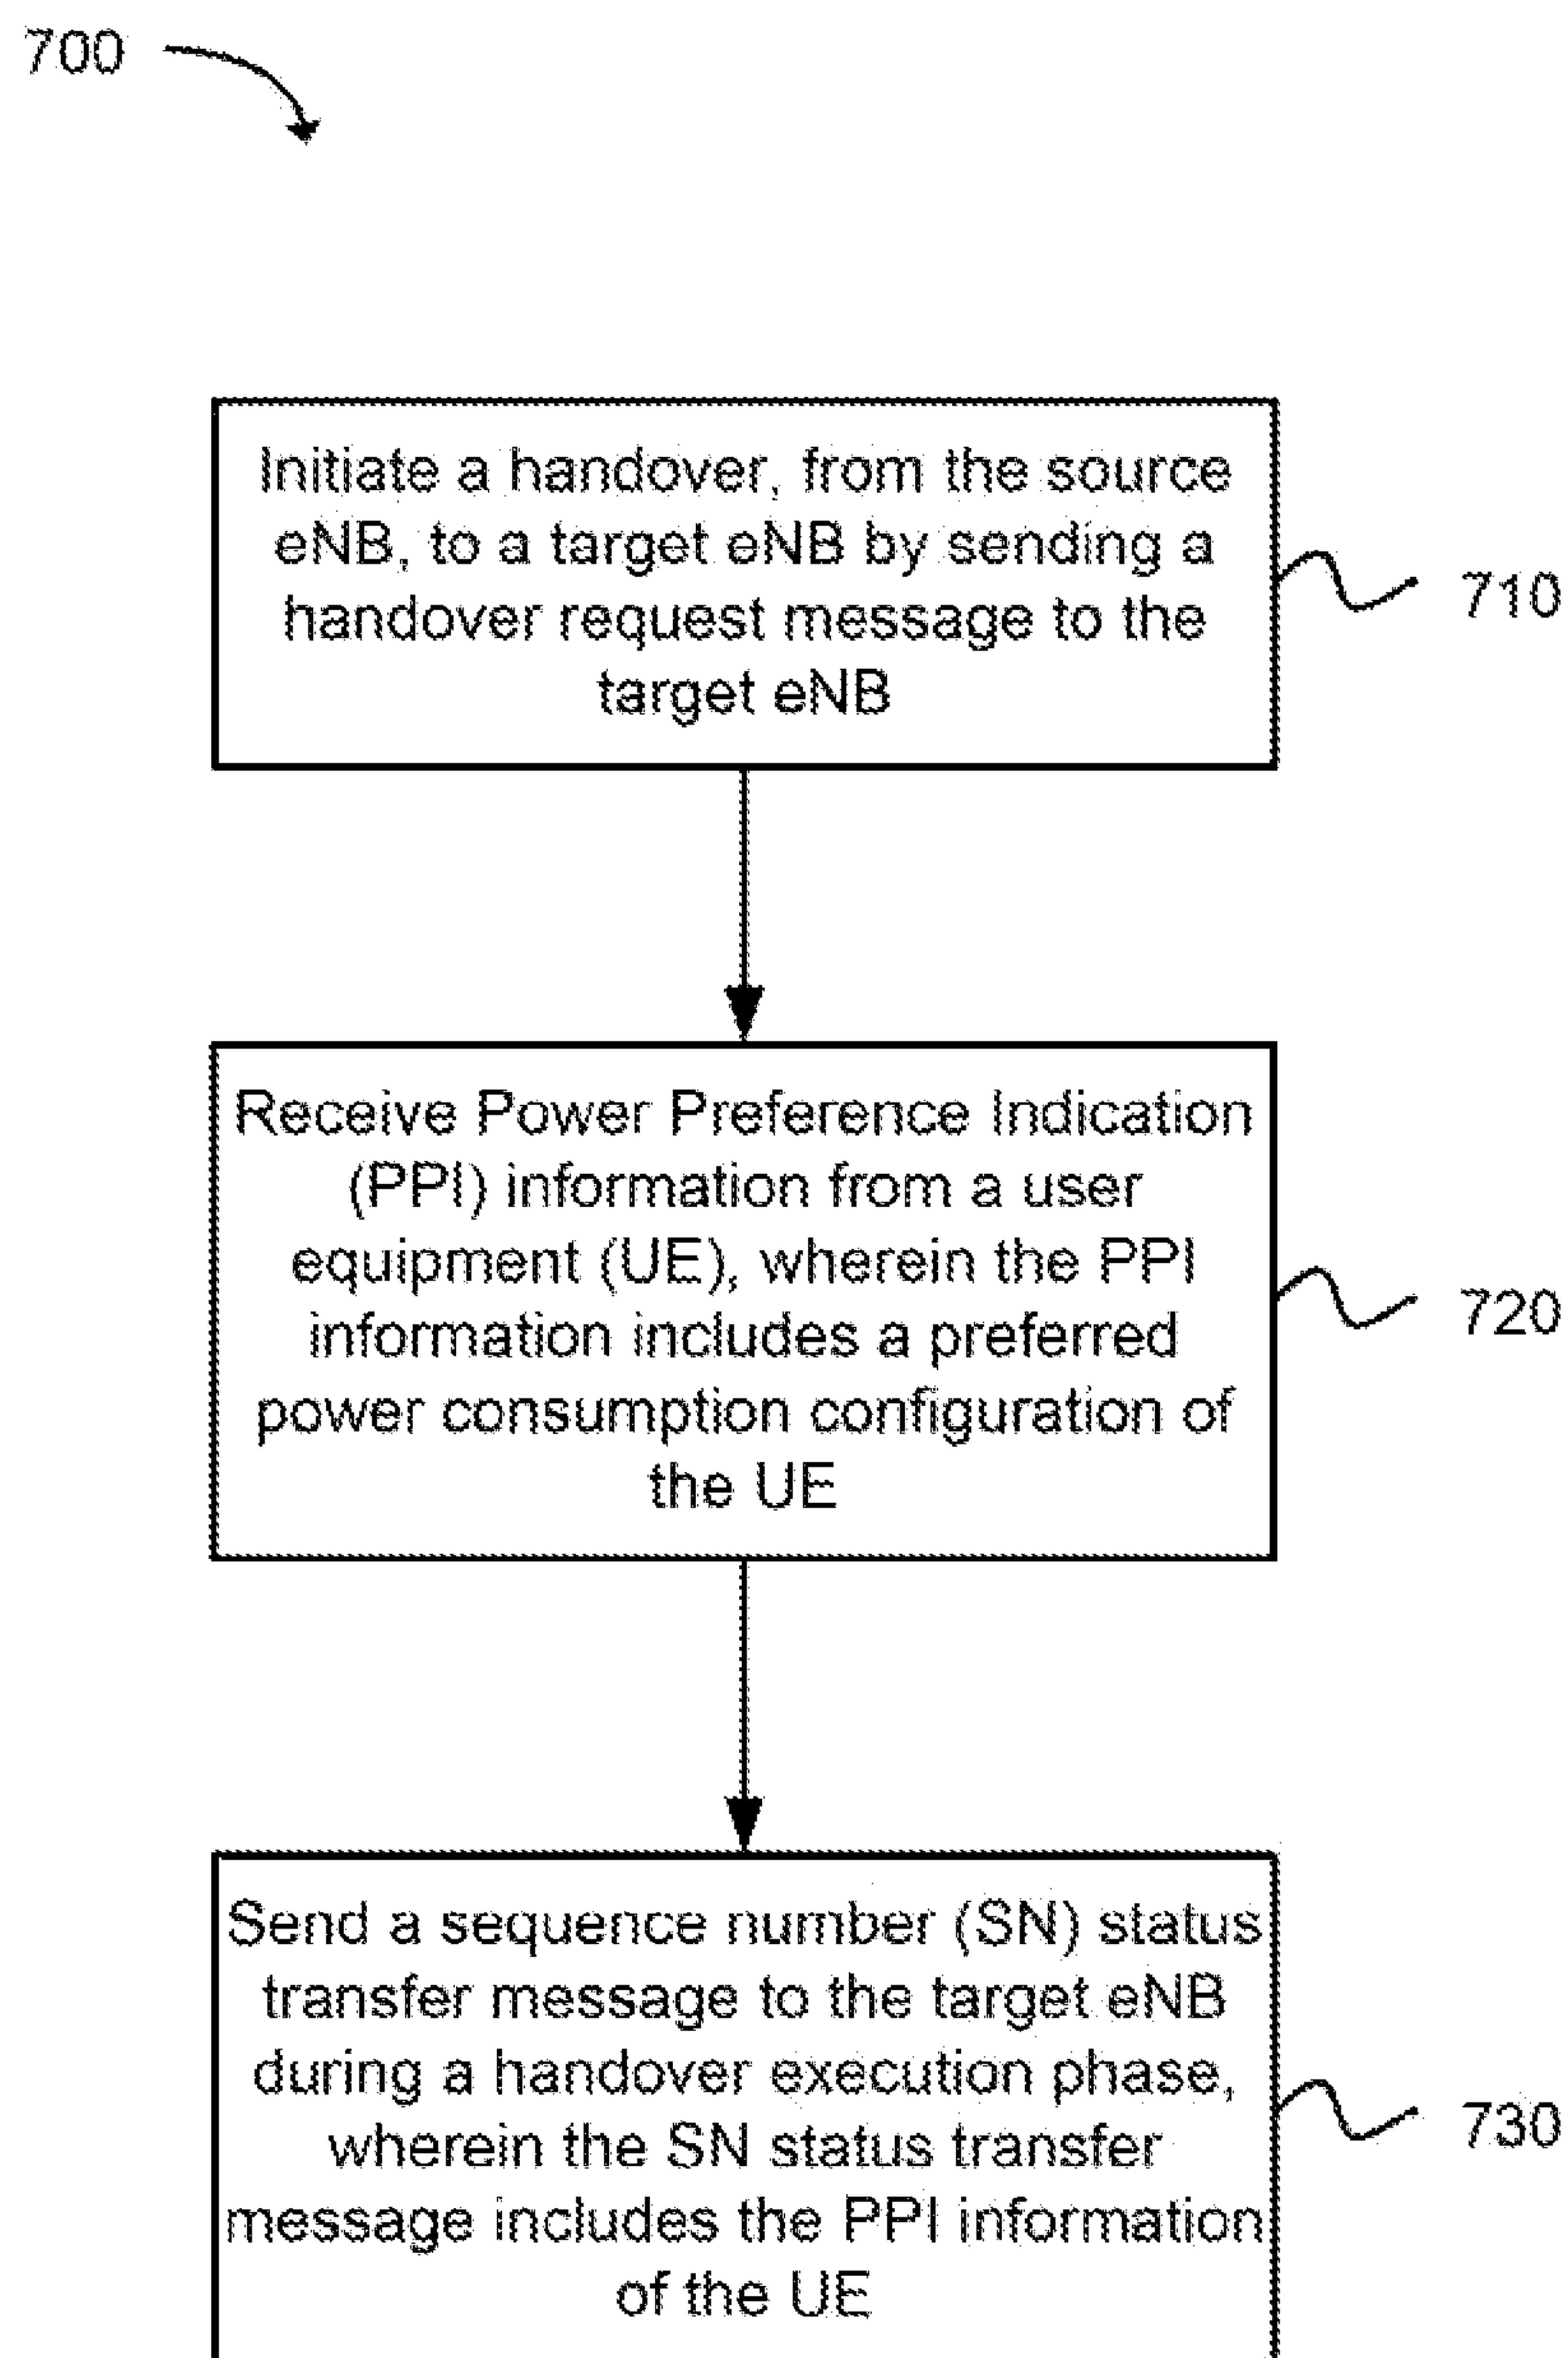 700
Initiate a handover, from the source
eNB, to a target eNB by sending a
handover request message to the
target eNB
710
Receive Power Preference Indication
(PPI) information from a user
equipment (UE), wherein the PPI
information includes a preferred
power consumption configuration of
the UE
720
Send a sequence number (SN) status
transfer message to the target eNB
during a handover execution phase,
wherein the SN status transfer
message includes the PPI information
of the UE
730